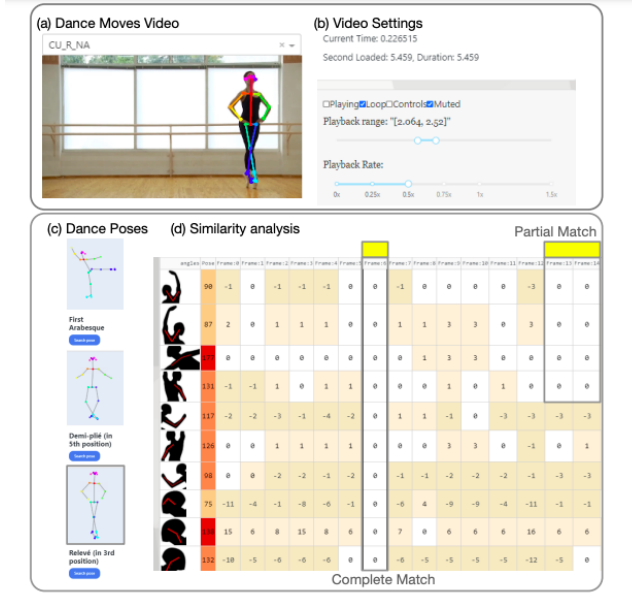 (a) Dance Moves Video
CU_R_NA
(b) Video Settings
Current Time: 0.226515
Second Loaded: 5.459, Duration: 5.459
Playing Loop Controls Muted
Playback range: "[2.064, 2.52]"
Playback Rate:
0x 0.25x 0.5x 0.75x 1x 1.5x
(c) Dance Poses
First
Arabesque
Search pose
Demi-plié (in
5th position)
Search pose
Relevé (in 3rd
position)
Search pose
(d) Similarity analysis
Partial Match
angles Pose Frame:0 Frame:1 Frame:2 Frame:3 Frame:4 Frame:5 Frame:6 Frame:7 Frame:8 Frame:9 Frame:10 Frame:11 Frame:12 Frame:13 Frame:14
90 -1 0 -1 -1 -1 0 0 -1 0 0 0 0 -3 0 0
87 2 0 1 1 1 0 0 1 1 3 3 0 3 0 0
0 0 0 0 0 0 0 0 1 3 3 0 0 0 0
131 -1 -1 1 0 1 1 0 0 0 1 0 1 0 0 0
117 -2 -2 -3 -1 -4 -2 0 1 1 -1 0 -3 -3 -3 -3
126 0 0 1 1 1 1 0 0 0 3 3 0 -1 0 1
98 0 0 -2 -2 -1 -2 0 -1 -1 -2 -2 -2 -1 -3 -3
75 -11 -4 -1 -8 -6 -1 0 -6 4 -9 -9 -4 -11 -1 -1
15 6 8 15 8 6 0 7 0 6 6 6 16 6 6
132 -10 -5 -6 -6 -6 0 0 -6 -5 -5 -5 -6 -12 -5 0
Complete Match